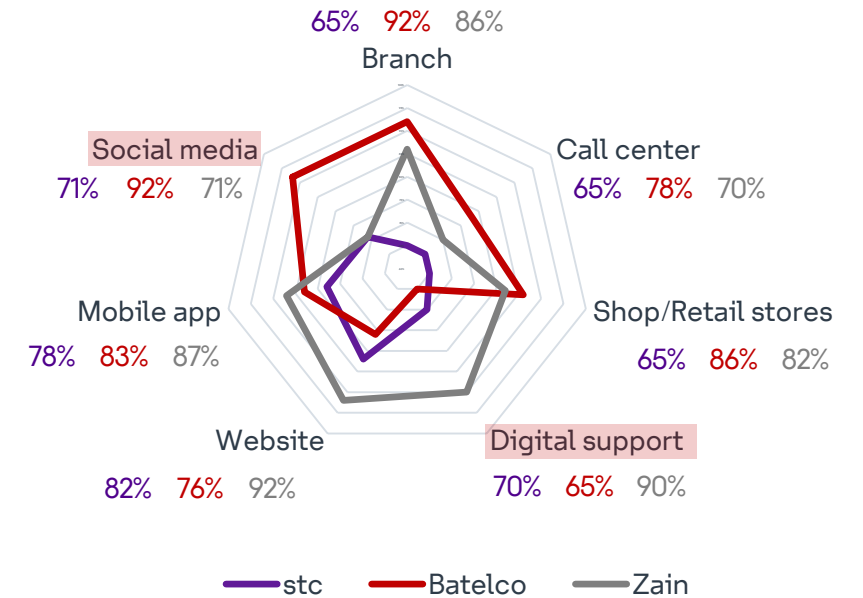 65% 92% 86%
Branch
Social media
71% 92% 71%
Call center
65% 78% 70%
Mobile app
78% 83% 87%
Shop/Retail stores
65% 86% 82%
Website
82% 76% 92%
Digital support
70% 65% 90%
stc Batelco Zain